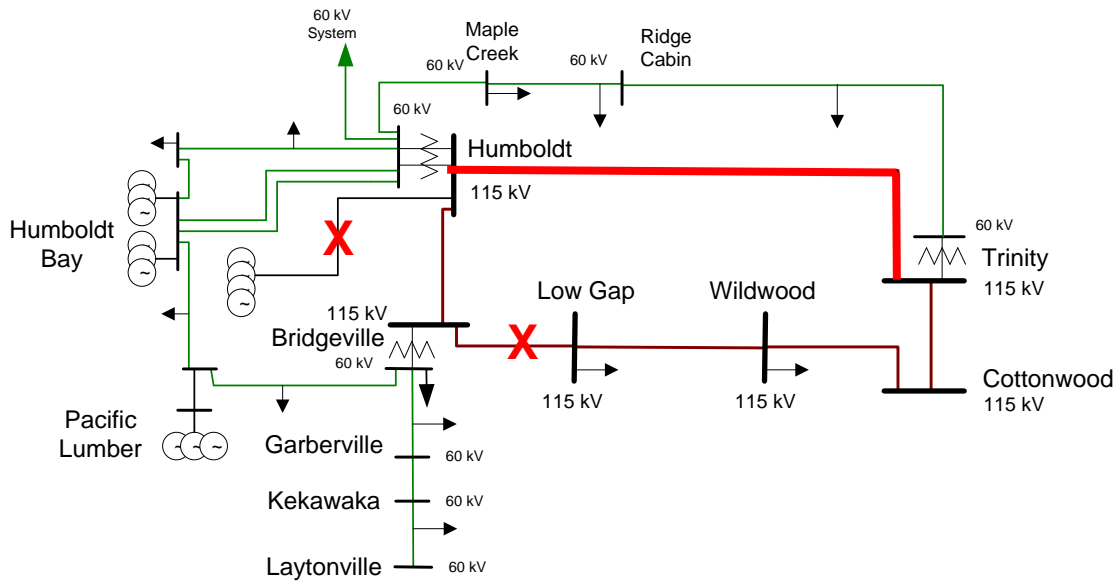 60 kV
System
Maple
Creek
Ridge
Cabin
60 kV
60 kV
60 kV
Humboldt
115 kV
X
Humboldt
Bay
~
~
~
~
60 kV
Trinity
115 kV
Low Gap
Wildwood
115 kV
Bridgeville
60 kV
X
115 kV
115 kV
Cottonwood
115 kV
Pacific
Lumber
~ ~ ~
Garberville
60 kV
Kekawaka
60 kV
Laytonville
60 kV